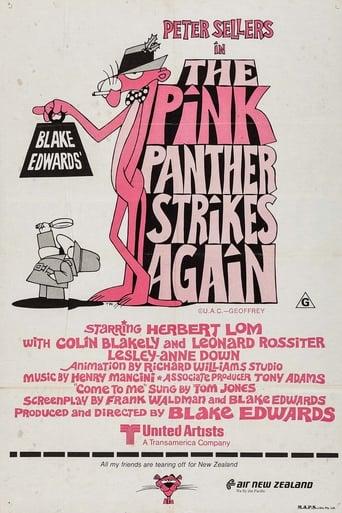 PETER SELLERS
in
THE
PINK
PANTHER
STRIKES
AGAIN
BLAKE
EDWARDS'
©U.A.C.–GEOFFREY
G
STARRING HERBERT LOM
WITH COLIN BLAKELY AND LEONARD ROSSITER
LESLEY-ANNE DOWN
ANIMATION BY RICHARD WILLIAMS STUDIO
MUSIC BY HENRY MANCINI • ASSOCIATE PRODUCER TONY ADAMS
'COME TO ME' SUNG BY TOM JONES
SCREENPLAY BY FRANK WALDMAN AND BLAKE EDWARDS
PRODUCED AND DIRECTED BY BLAKE EDWARDS
United Artists
A Transamerica Company
All my friends are tearing off for New Zealand
air new zealand
M.A.P.S.